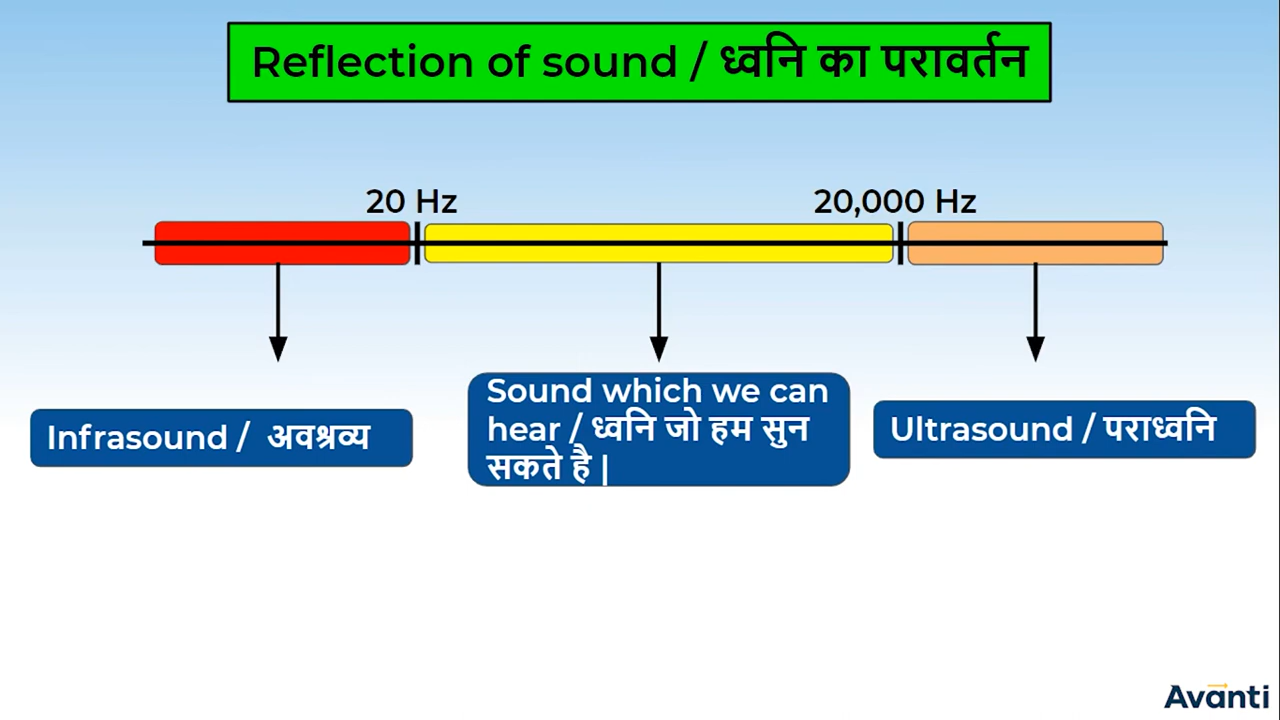 Reflection of sound / ध्वनि का परावर्तन
20 Hz
20,000 Hz
Infrasound / अवश्रव्य
Sound which we can
hear / ध्वनि जो हम सुन
सकते है |
Ultrasound / पराध्वनि
Avanti